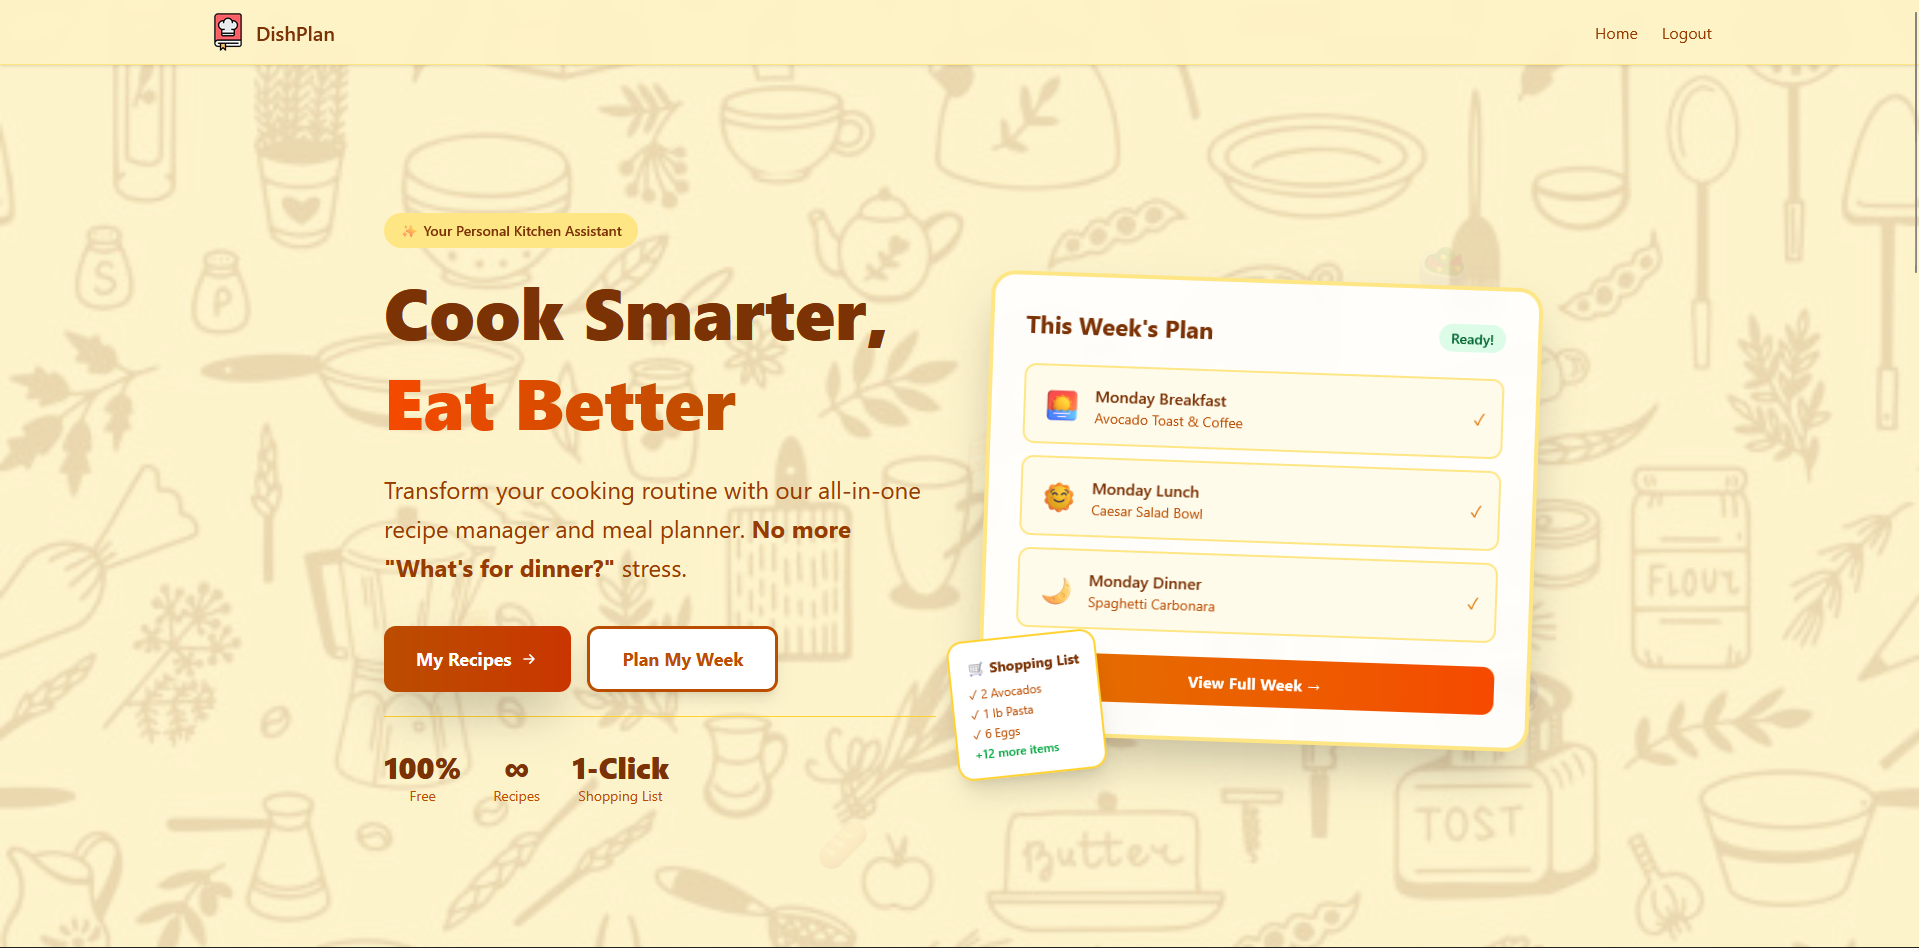 DishPlan
Home
Logout
✨ Your Personal Kitchen Assistant
Cook Smarter,
Eat Better
Transform your cooking routine with our all-in-one
recipe manager and meal planner. No more
"What's for dinner?" stress.
My Recipes →
Plan My Week
100%
Free
∞
Recipes
1-Click
Shopping List
This Week's Plan
Ready!
Monday Breakfast
Avocado Toast & Coffee
✓
Monday Lunch
Caesar Salad Bowl
✓
Monday Dinner
Spaghetti Carbonara
✓
View Full Week →
🛒 Shopping List
✓ 2 Avocados
✓ 1 lb Pasta
✓ 6 Eggs
+12 more items
S
P
FLOUR
TOST
Butter